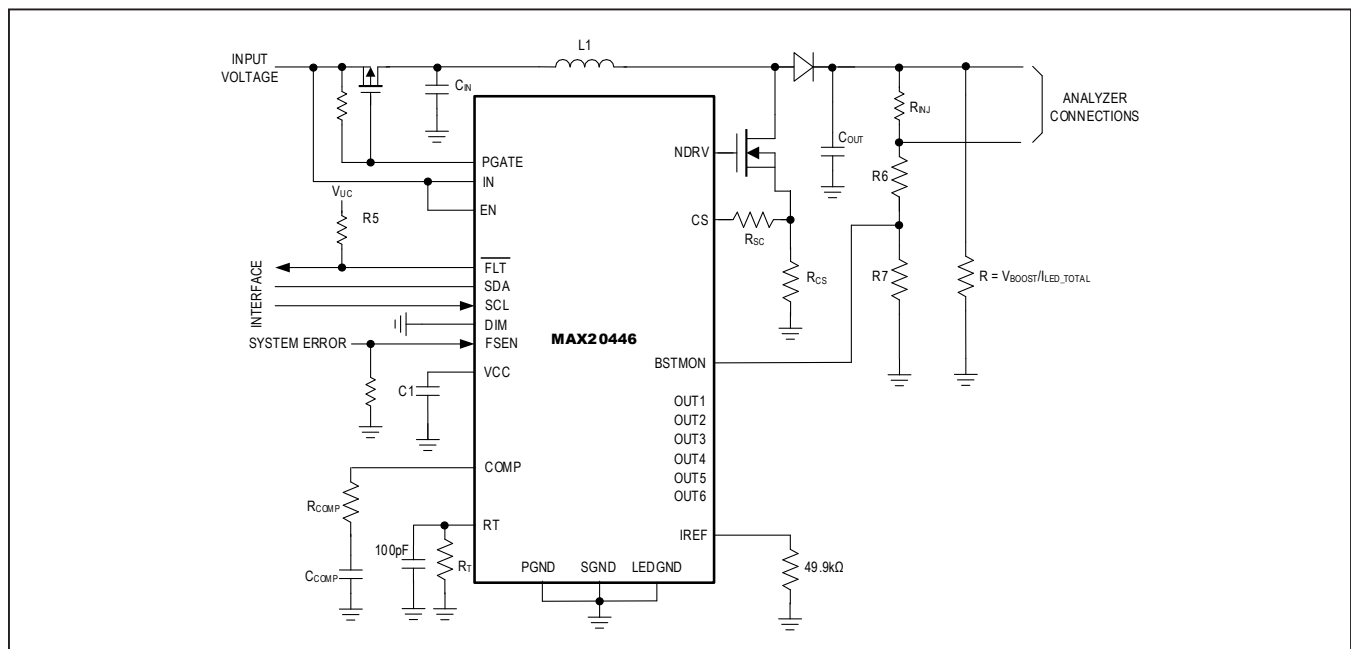 L1
INPUT
VOLTAGE
CIN
RINJ
ANALYZER
CONNECTIONS
COUT
NDRV
PGATE
IN
EN
VUC
R5
R6
CS
RSC
RCS
R7
R = VBOOST/ILED_TOTAL
INTERFACE
FLT
SDA
SCL
DIM
SYSTEM ERROR
FSEN
MAX20446
VCC
C1
BSTMON
OUT1
OUT2
OUT3
OUT4
OUT5
OUT6
COMP
RCOMP
CCOMP
RT
100pF
RT
IREF
49.9kΩ
PGND SGND LEDGND